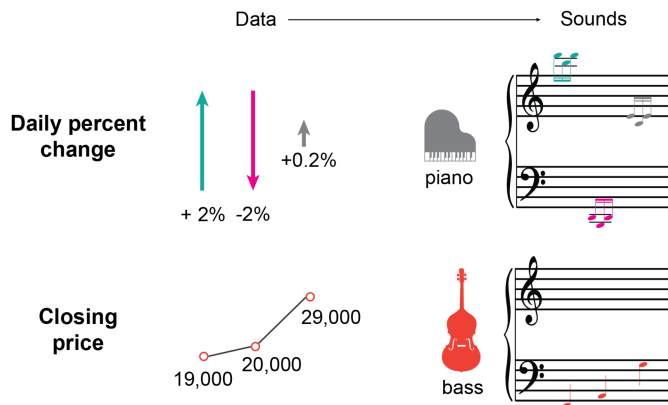 Data
Sounds
Daily percent
change
+ 2%
-2%
+0.2%
piano
Closing
price
19,000
20,000
29,000
bass